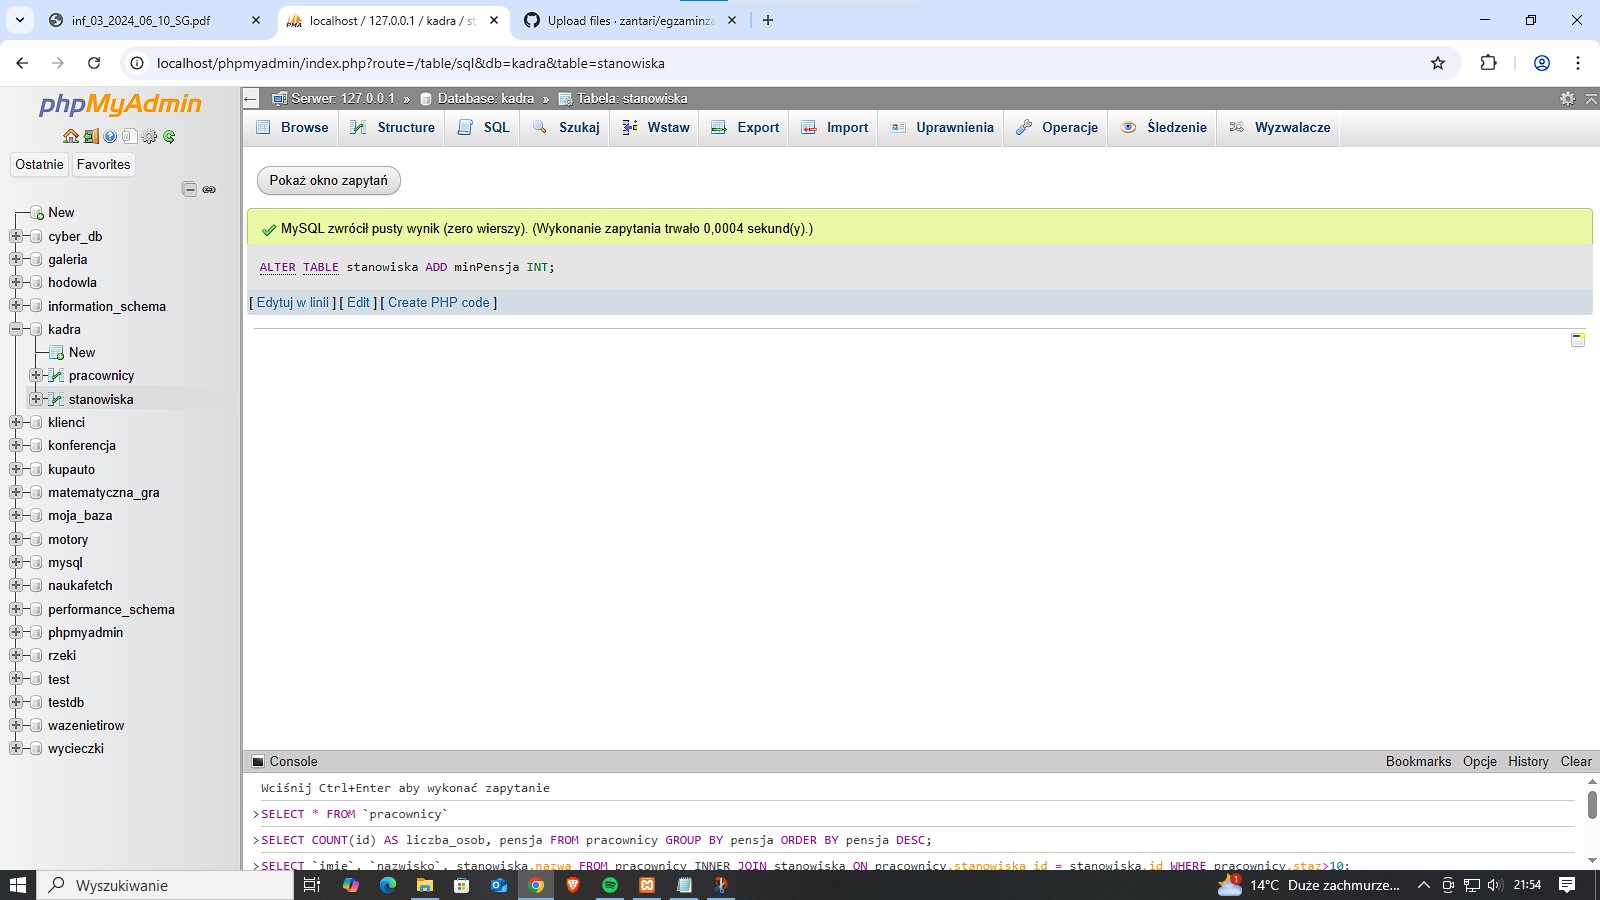 inf_03_2024_06_10_SG.pdf
localhost / 127.0.0.1 / kadra / st
Upload files · zantari/egzamin
localhost/phpmyadmin/index.php?route=/table/sql&db=kadra&table=stanowiska
phpMyAdmin
Serwer: 127.0.0.1 » Database: kadra » Tabela: stanowiska
Browse Structure SQL Szukaj Wstaw Export Import Uprawnienia Operacje Śledzenie Wyzwalacze
Ostatnie Favorites
New
cyber_db
galeria
hodowla
information_schema
kadra
New
pracownicy
stanowiska
klienci
konferencja
kupauto
matematyczna_gra
moja_baza
motory
mysql
naukafetch
performance_schema
phpmyadmin
rzeki
test
testdb
wazenietirow
wycieczki
Pokaż okno zapytań
MySQL zwrócił pusty wynik (zero wierszy). (Wykonanie zapytania trwało 0,0004 sekund(y).)
ALTER TABLE stanowiska ADD minPensja INT;
[ Edytuj w linii ] [ Edit ] [ Create PHP code ]
Console
Bookmarks Opcje History Clear
Wciśnij Ctrl+Enter aby wykonać zapytanie
>SELECT * FROM `pracownicy`
>SELECT COUNT(id) AS liczba_osob, pensja FROM pracownicy GROUP BY pensja ORDER BY pensja DESC;
>SELECT `imie`, `nazwisko`, stanowiska.nazwa FROM pracownicy INNER JOIN stanowiska ON pracownicy.stanowiska_id = stanowiska.id WHERE pracownicy.staz>10;
Wyszukiwanie
1
14°C Duże zachmurze...
21:54